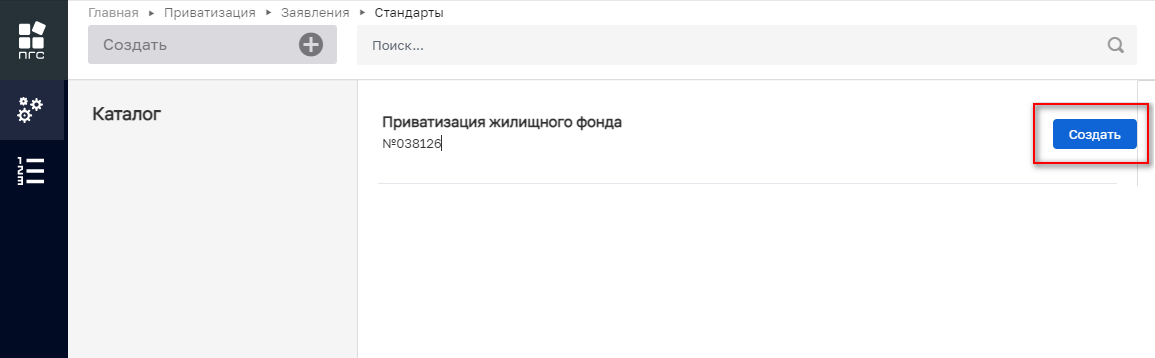 Главная ▸ Приватизация ▸ Заявления ▸ Стандарты
пгс
Создать
Поиск...
Каталог
Приватизация жилищного фонда
№038126
Создать